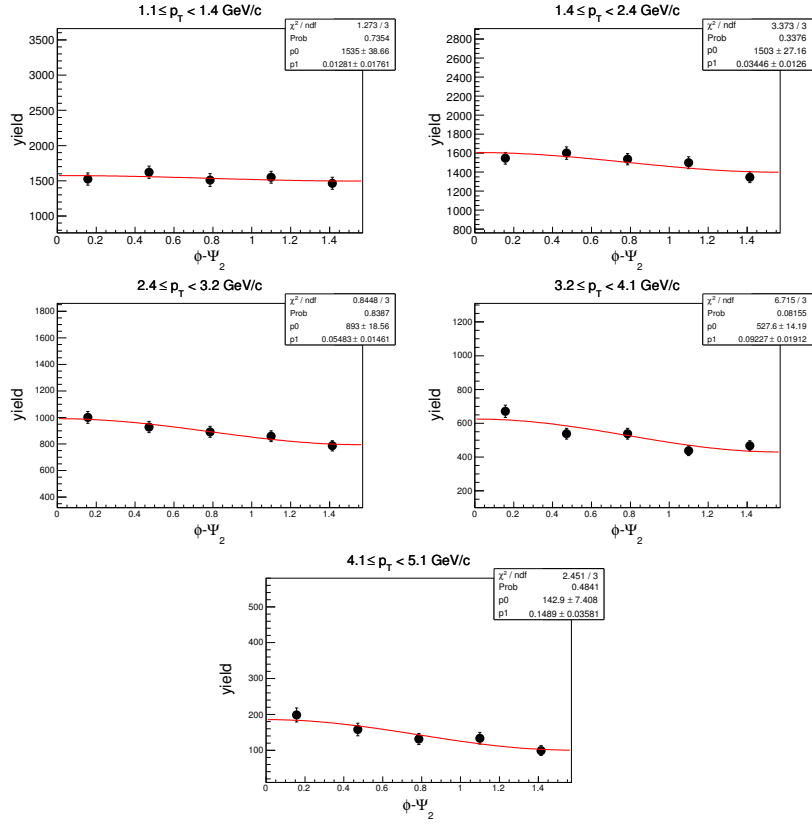 1.1≤ p_T < 1.4 GeV/c
χ² / ndf 1.273 / 3
Prob 0.7354
p0 1535 ± 38.66
p1 0.01281 ± 0.01761
yield
3500
3000
2500
2000
1500
1000
0 0.2 0.4 0.6 0.8 1 1.2 1.4
ϕ-Ψ₂
1.4≤ p_T < 2.4 GeV/c
χ² / ndf 3.373 / 3
Prob 0.3376
p0 1503 ± 27.16
p1 0.03446 ± 0.0126
yield
2800
2600
2400
2200
2000
1800
1600
1400
1200
1000
800
0 0.2 0.4 0.6 0.8 1 1.2 1.4
ϕ-Ψ₂
2.4≤ p_T < 3.2 GeV/c
χ² / ndf 0.8448 / 3
Prob 0.8387
p0 893 ± 18.56
p1 0.05483 ± 0.01461
yield
1800
1600
1400
1200
1000
800
600
400
0 0.2 0.4 0.6 0.8 1 1.2 1.4
ϕ-Ψ₂
3.2≤ p_T < 4.1 GeV/c
χ² / ndf 6.715 / 3
Prob 0.08155
p0 527.6 ± 14.19
p1 0.09227 ± 0.01912
yield
1200
1000
800
600
400
200
0 0.2 0.4 0.6 0.8 1 1.2 1.4
ϕ-Ψ₂
4.1≤ p_T < 5.1 GeV/c
χ² / ndf 2.451 / 3
Prob 0.4841
p0 142.9 ± 7.408
p1 0.1489 ± 0.03581
yield
500
400
300
200
100
0 0.2 0.4 0.6 0.8 1 1.2 1.4
ϕ-Ψ₂